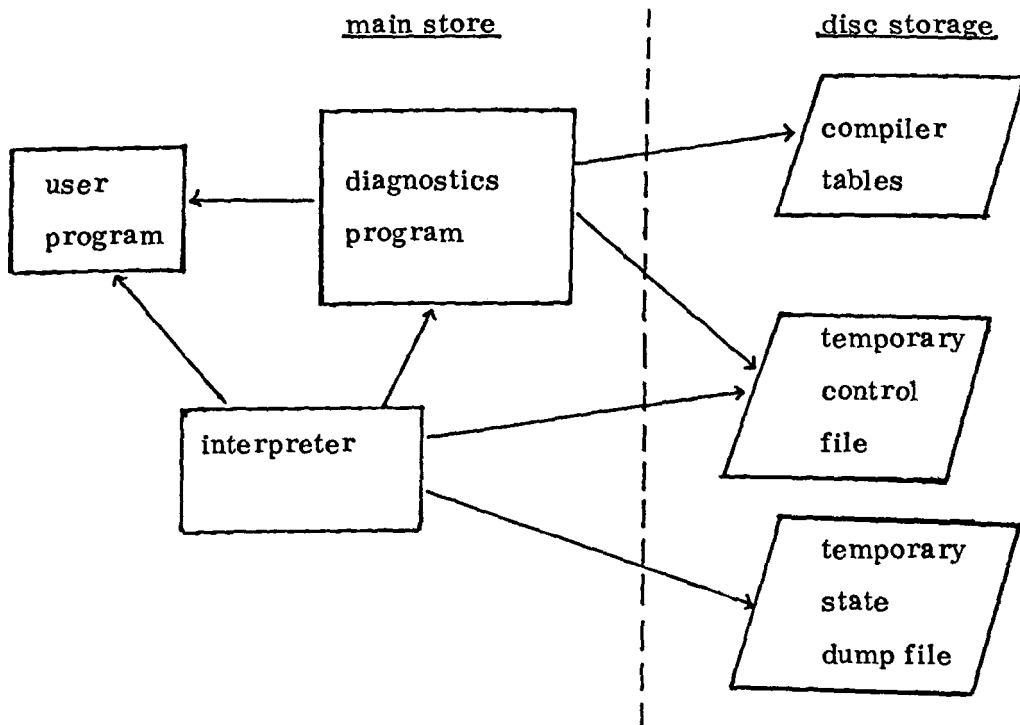 main store
disc storage
user
program
diagnostics
program
compiler
tables
interpreter
temporary
control
file
temporary
state
dump file